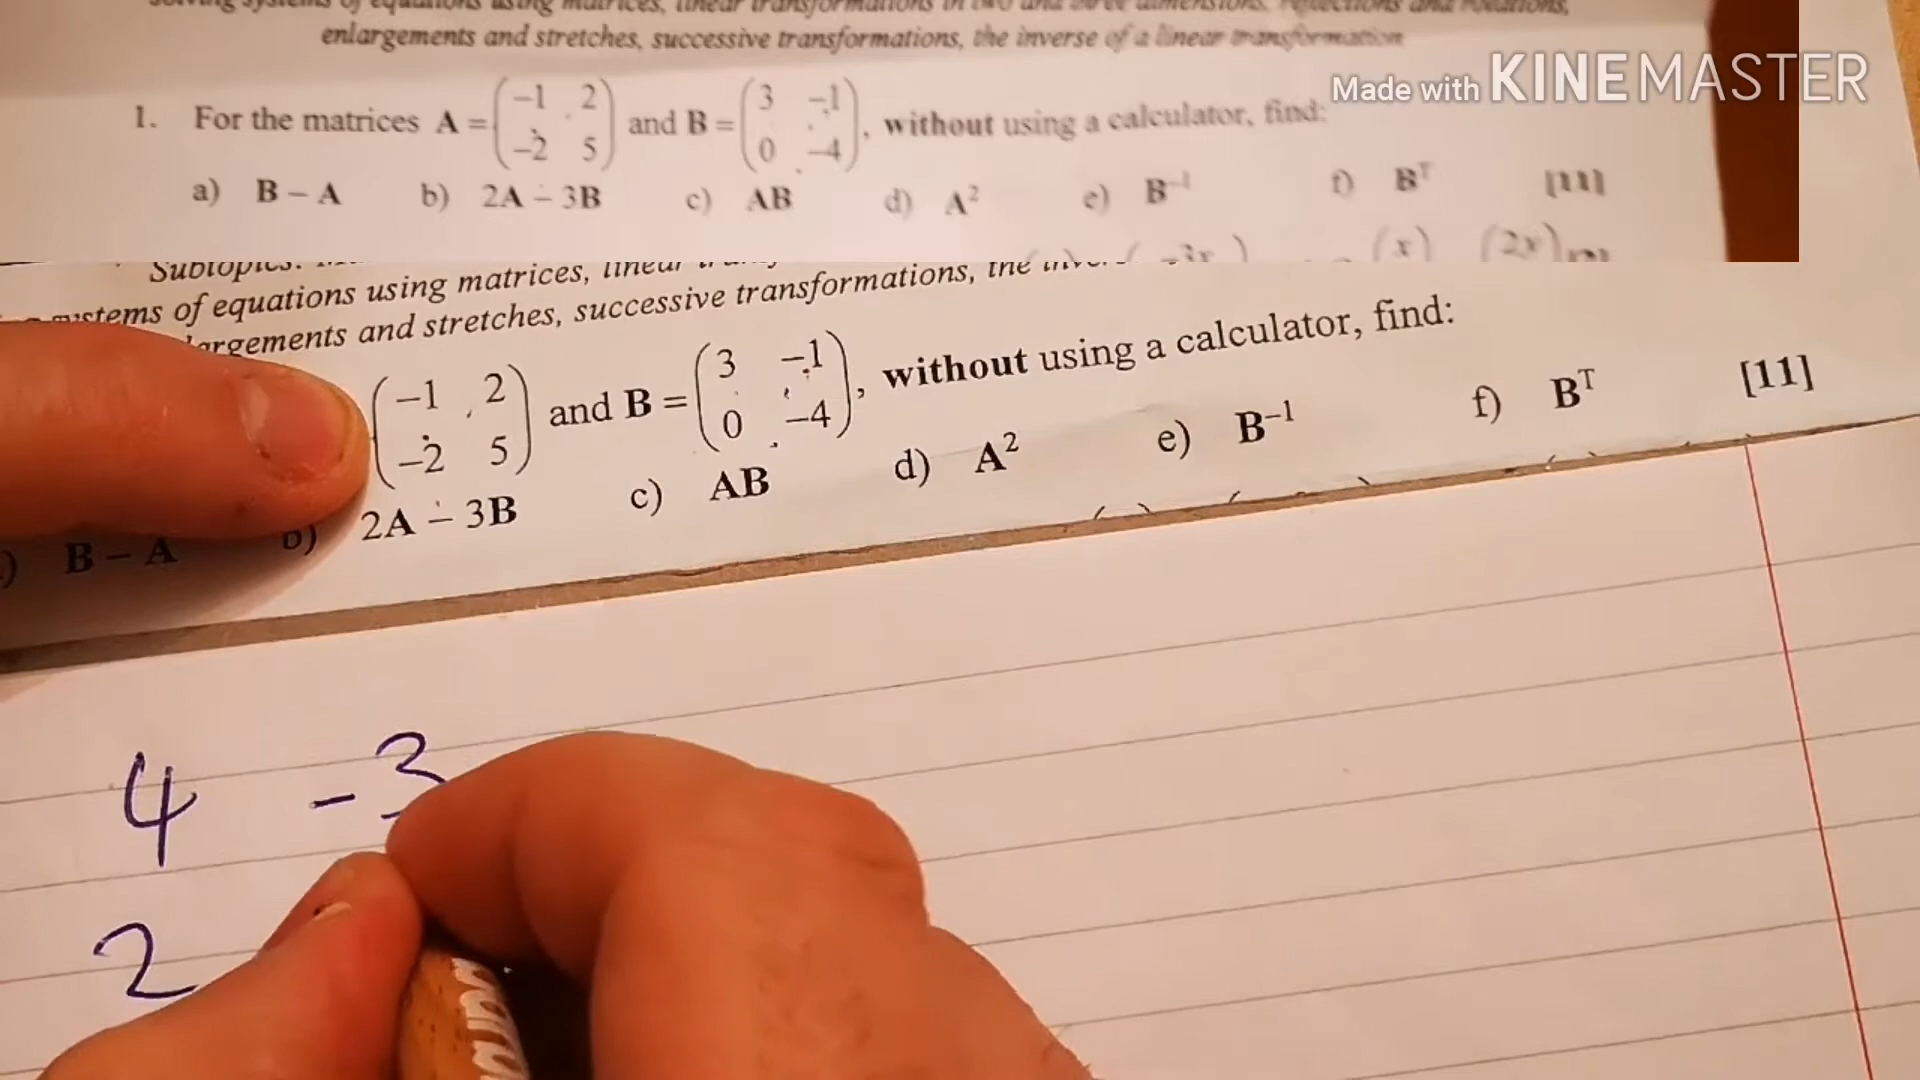 enlargements and stretches, successive transformations, the inverse of a linear transformation
Made with KINEMASTER
1. For the matrices A = (−1 2 −2 5) and B = (3 −1 0 −4), without using a calculator, find:
a) B − A b) 2A − 3B c) AB d) A² e) B⁻¹ f) Bᵀ [11]
(x) (2y)
Subtopics:
systems of equations using matrices,
and stretches, successive transformations, the
(−1 2 −2 5) and B = (3 −1 0 −4), without using a calculator, find:
) B − A b) 2A − 3B c) AB d) A² e) B⁻¹ f) Bᵀ [11]
4 −3
2